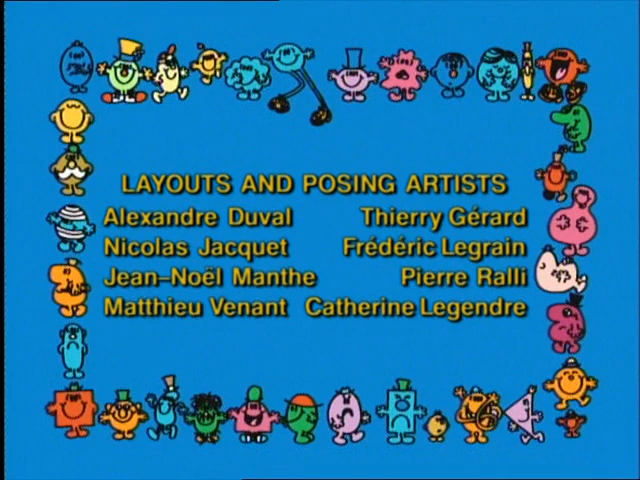 LAYOUTS AND POSING ARTISTS
Alexandre Duval Thierry Gérard
Nicolas Jacquet Frédéric Legrain
Jean-Noël Manthe Pierre Ralli
Matthieu Venant Catherine Legendre